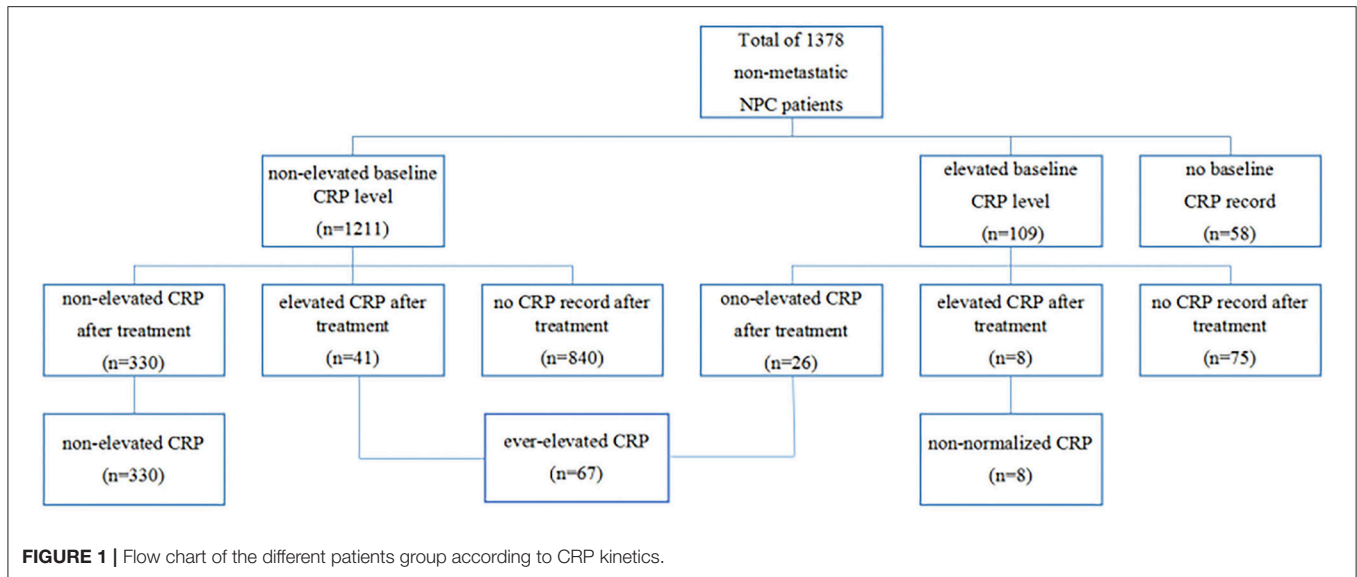 Total of 1378
non-metastatic
NPC patients
non-elevated baseline
CRP level
(n=1211)
elevated baseline
CRP level
(n=109)
no baseline
CRP record
(n=58)
non-elevated CRP
after treatment
(n=330)
elevated CRP after
treatment
(n=41)
no CRP record after
treatment
(n=840)
ono-elevated CRP
after treatment
(n=26)
elevated CRP after
treatment
(n=8)
no CRP record after
treatment
(n=75)
non-elevated CRP
(n=330)
ever-elevated CRP
(n=67)
non-normalized CRP
(n=8)
FIGURE 1 | Flow chart of the different patients group according to CRP kinetics.